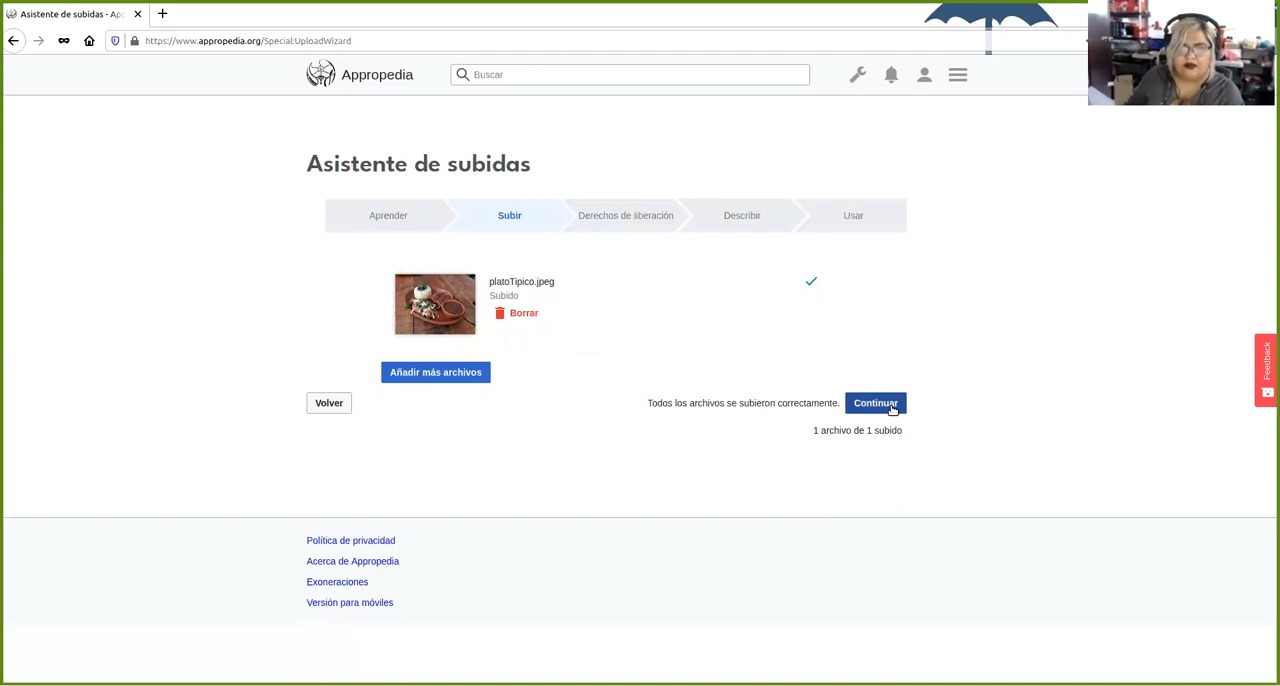 Asistente de subidas - App
https://www.appropedia.org/Special:UploadWizard
Appropedia
Buscar
Asistente de subidas
Aprender
Subir
Derechos de liberación
Describir
Usar
platoTipico.jpeg
Subido
Borrar
Añadir más archivos
Volver
Todos los archivos se subieron correctamente.
Continuar
1 archivo de 1 subido
Feedback
Política de privacidad
Acerca de Appropedia
Exoneraciones
Versión para móviles